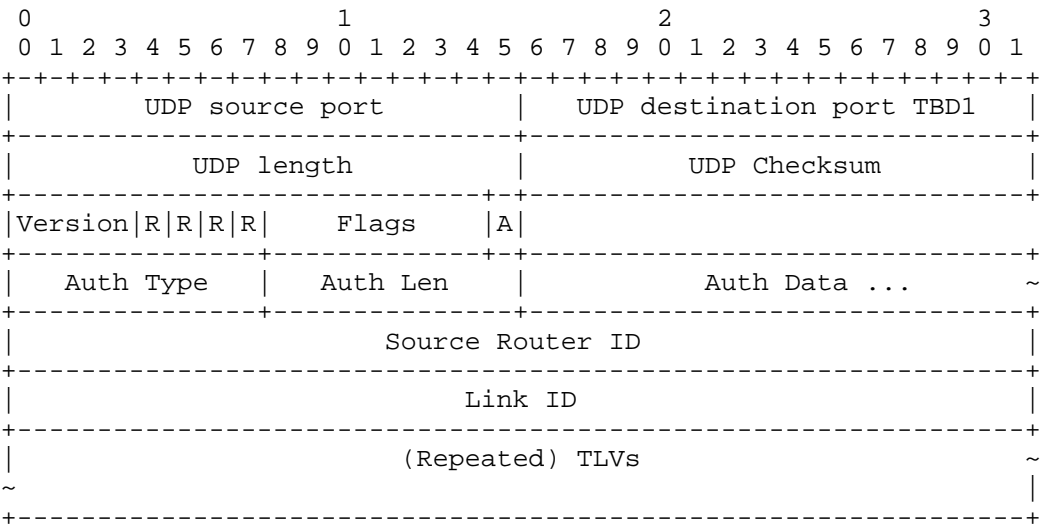 0 1 2 3
0 1 2 3 4 5 6 7 8 9 0 1 2 3 4 5 6 7 8 9 0 1 2 3 4 5 6 7 8 9 0 1
+-+-+-+-+-+-+-+-+-+-+-+-+-+-+-+-+-+-+-+-+-+-+-+-+-+-+-+-+-+-+-+-+
| UDP source port | UDP destination port TBD1 |
+-------------------------------+-------------------------------+
| UDP length | UDP Checksum |
+-----------------------------+-+-------------------------------+
|Version|R|R|R|R| Flags |A|
+---------------+-------------+-+-------------------------------+
| Auth Type | Auth Len | Auth Data ... ~
+---------------+---------------+-------------------------------+
| Source Router ID |
+---------------------------------------------------------------+
| Link ID |
+---------------------------------------------------------------+
| (Repeated) TLVs ~
~ |
+---------------------------------------------------------------+